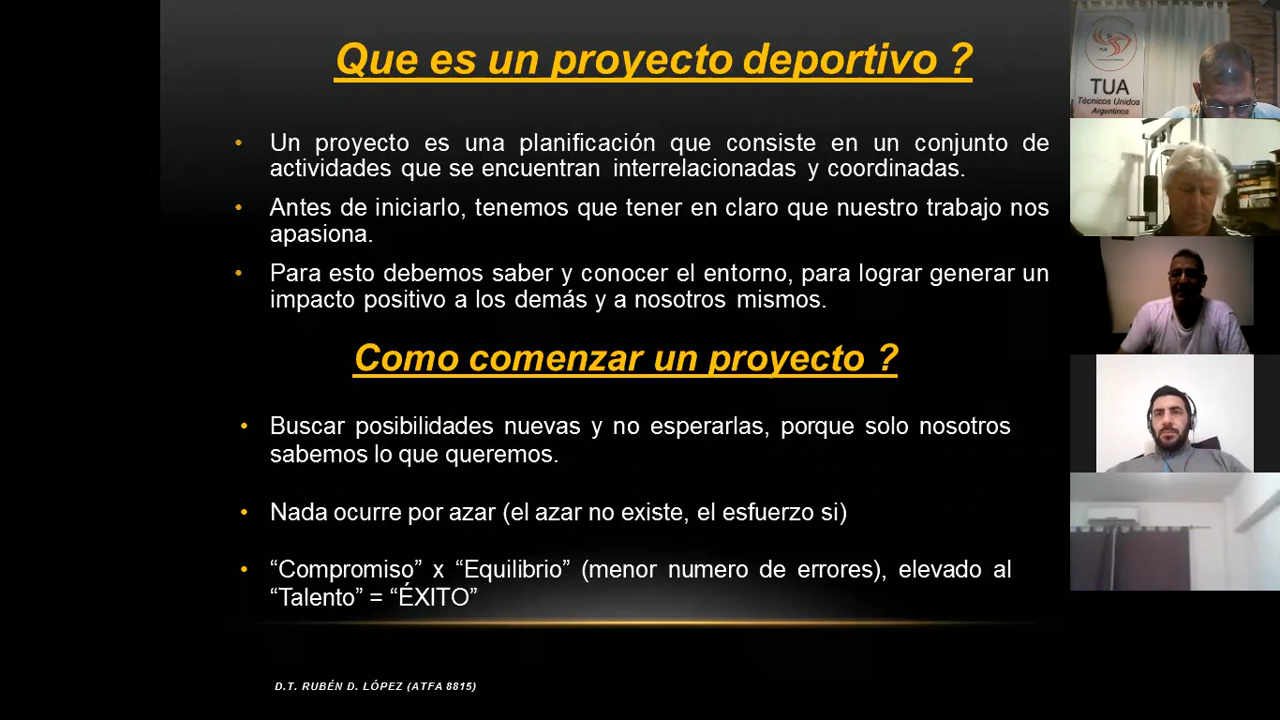 Que es un proyecto deportivo ?
Un proyecto es una planificación que consiste en un conjunto de
actividades que se encuentran interrelacionadas y coordinadas.
Antes de iniciarlo, tenemos que tener en claro que nuestro trabajo nos
apasiona.
Para esto debemos saber y conocer el entorno, para lograr generar un
impacto positivo a los demás y a nosotros mismos.
Como comenzar un proyecto ?
Buscar posibilidades nuevas y no esperarlas, porque solo nosotros
sabemos lo que queremos.
Nada ocurre por azar (el azar no existe, el esfuerzo si)
“Compromiso” x “Equilibrio” (menor numero de errores), elevado al
“Talento” = “ÉXITO”
D.T. RUBÉN D. LÓPEZ (ATFA 8815)
TUA
TUA
Técnicos Unidos
Argentinos